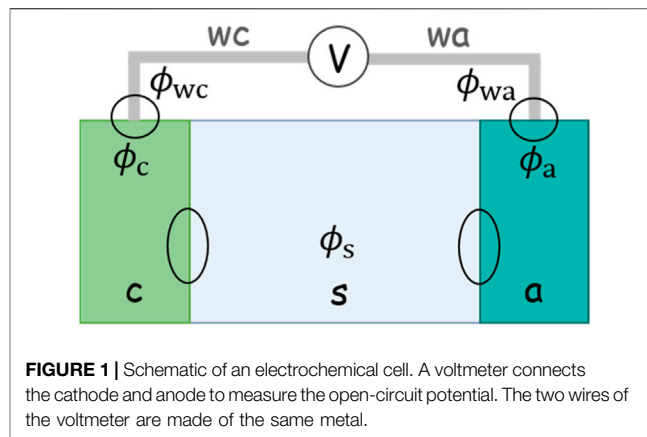 wc
V
wa
ϕwc
ϕwa
ϕc
ϕa
ϕs
c
s
a
FIGURE 1 | Schematic of an electrochemical cell. A voltmeter connects
the cathode and anode to measure the open-circuit potential. The two wires of
the voltmeter are made of the same metal.